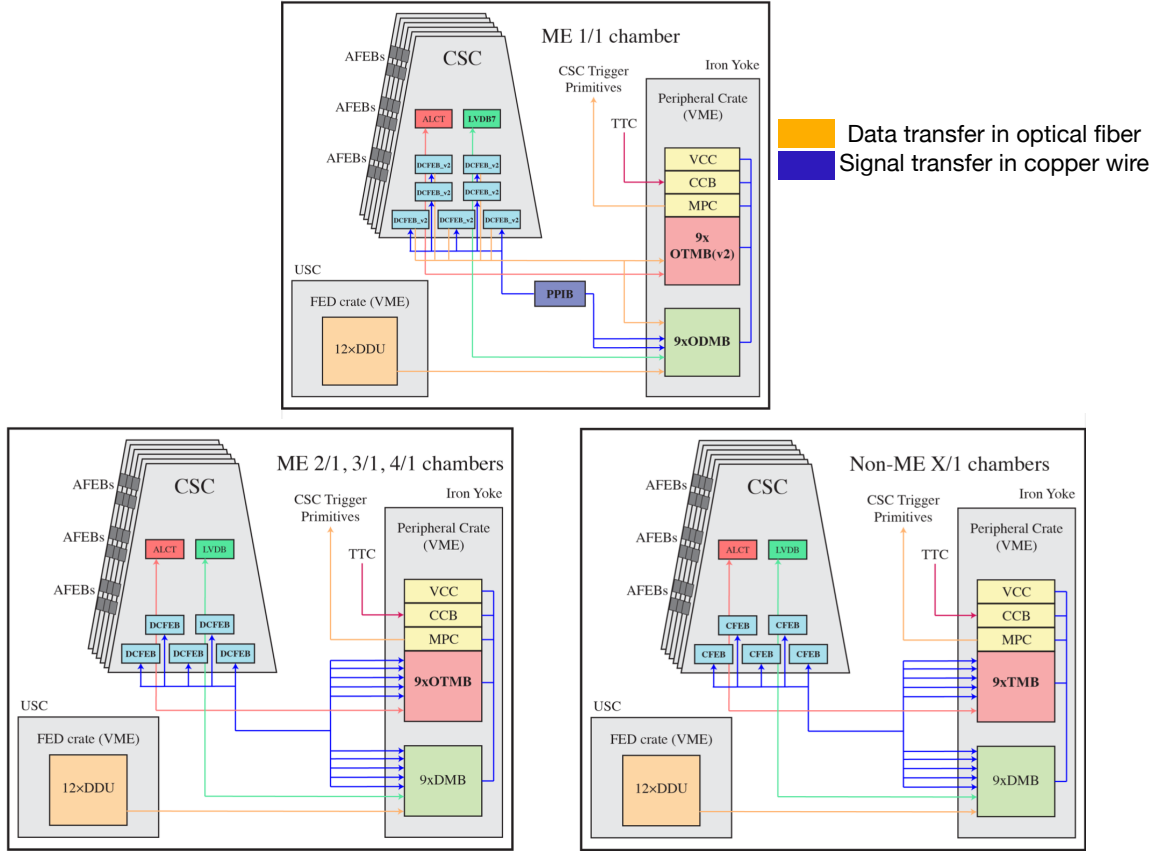 ME 1/1 chamber
CSC
AFEBs
AFEBs
AFEBs
ALCT
LVDB7
DCFEB_v2
DCFEB_v2
DCFEB_v2
DCFEB_v2
DCFEB_v2
DCFEB_v2
DCFEB_v2
CSC Trigger
Primitives
TTC
Iron Yoke
Peripheral Crate
(VME)
VCC
CCB
MPC
9x
OTMB(v2)
PPIB
9xODMB
USC
FED crate (VME)
12×DDU
Data transfer in optical fiber
Signal transfer in copper wire
ME 2/1, 3/1, 4/1 chambers
CSC
AFEBs
AFEBs
AFEBs
ALCT
LVDB
DCFEB
DCFEB
DCFEB
DCFEB
DCFEB
CSC Trigger
Primitives
TTC
Iron Yoke
Peripheral Crate
(VME)
VCC
CCB
MPC
9xOTMB
9xDMB
USC
FED crate (VME)
12×DDU
Non-ME X/1 chambers
CSC
AFEBs
AFEBs
AFEBs
ALCT
LVDB
CFEB
CFEB
CFEB
CFEB
CFEB
CSC Trigger
Primitives
TTC
Iron Yoke
Peripheral Crate
(VME)
VCC
CCB
MPC
9xTMB
9xDMB
USC
FED crate (VME)
12×DDU